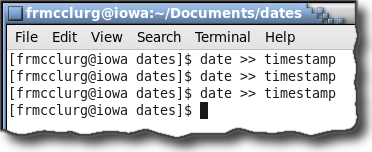 frmcclurg@iowa:~/Documents/dates
File Edit View Search Terminal Help
[frmcclurg@iowa dates]$ date >> timestamp
[frmcclurg@iowa dates]$ date >> timestamp
[frmcclurg@iowa dates]$ date >> timestamp
[frmcclurg@iowa dates]$